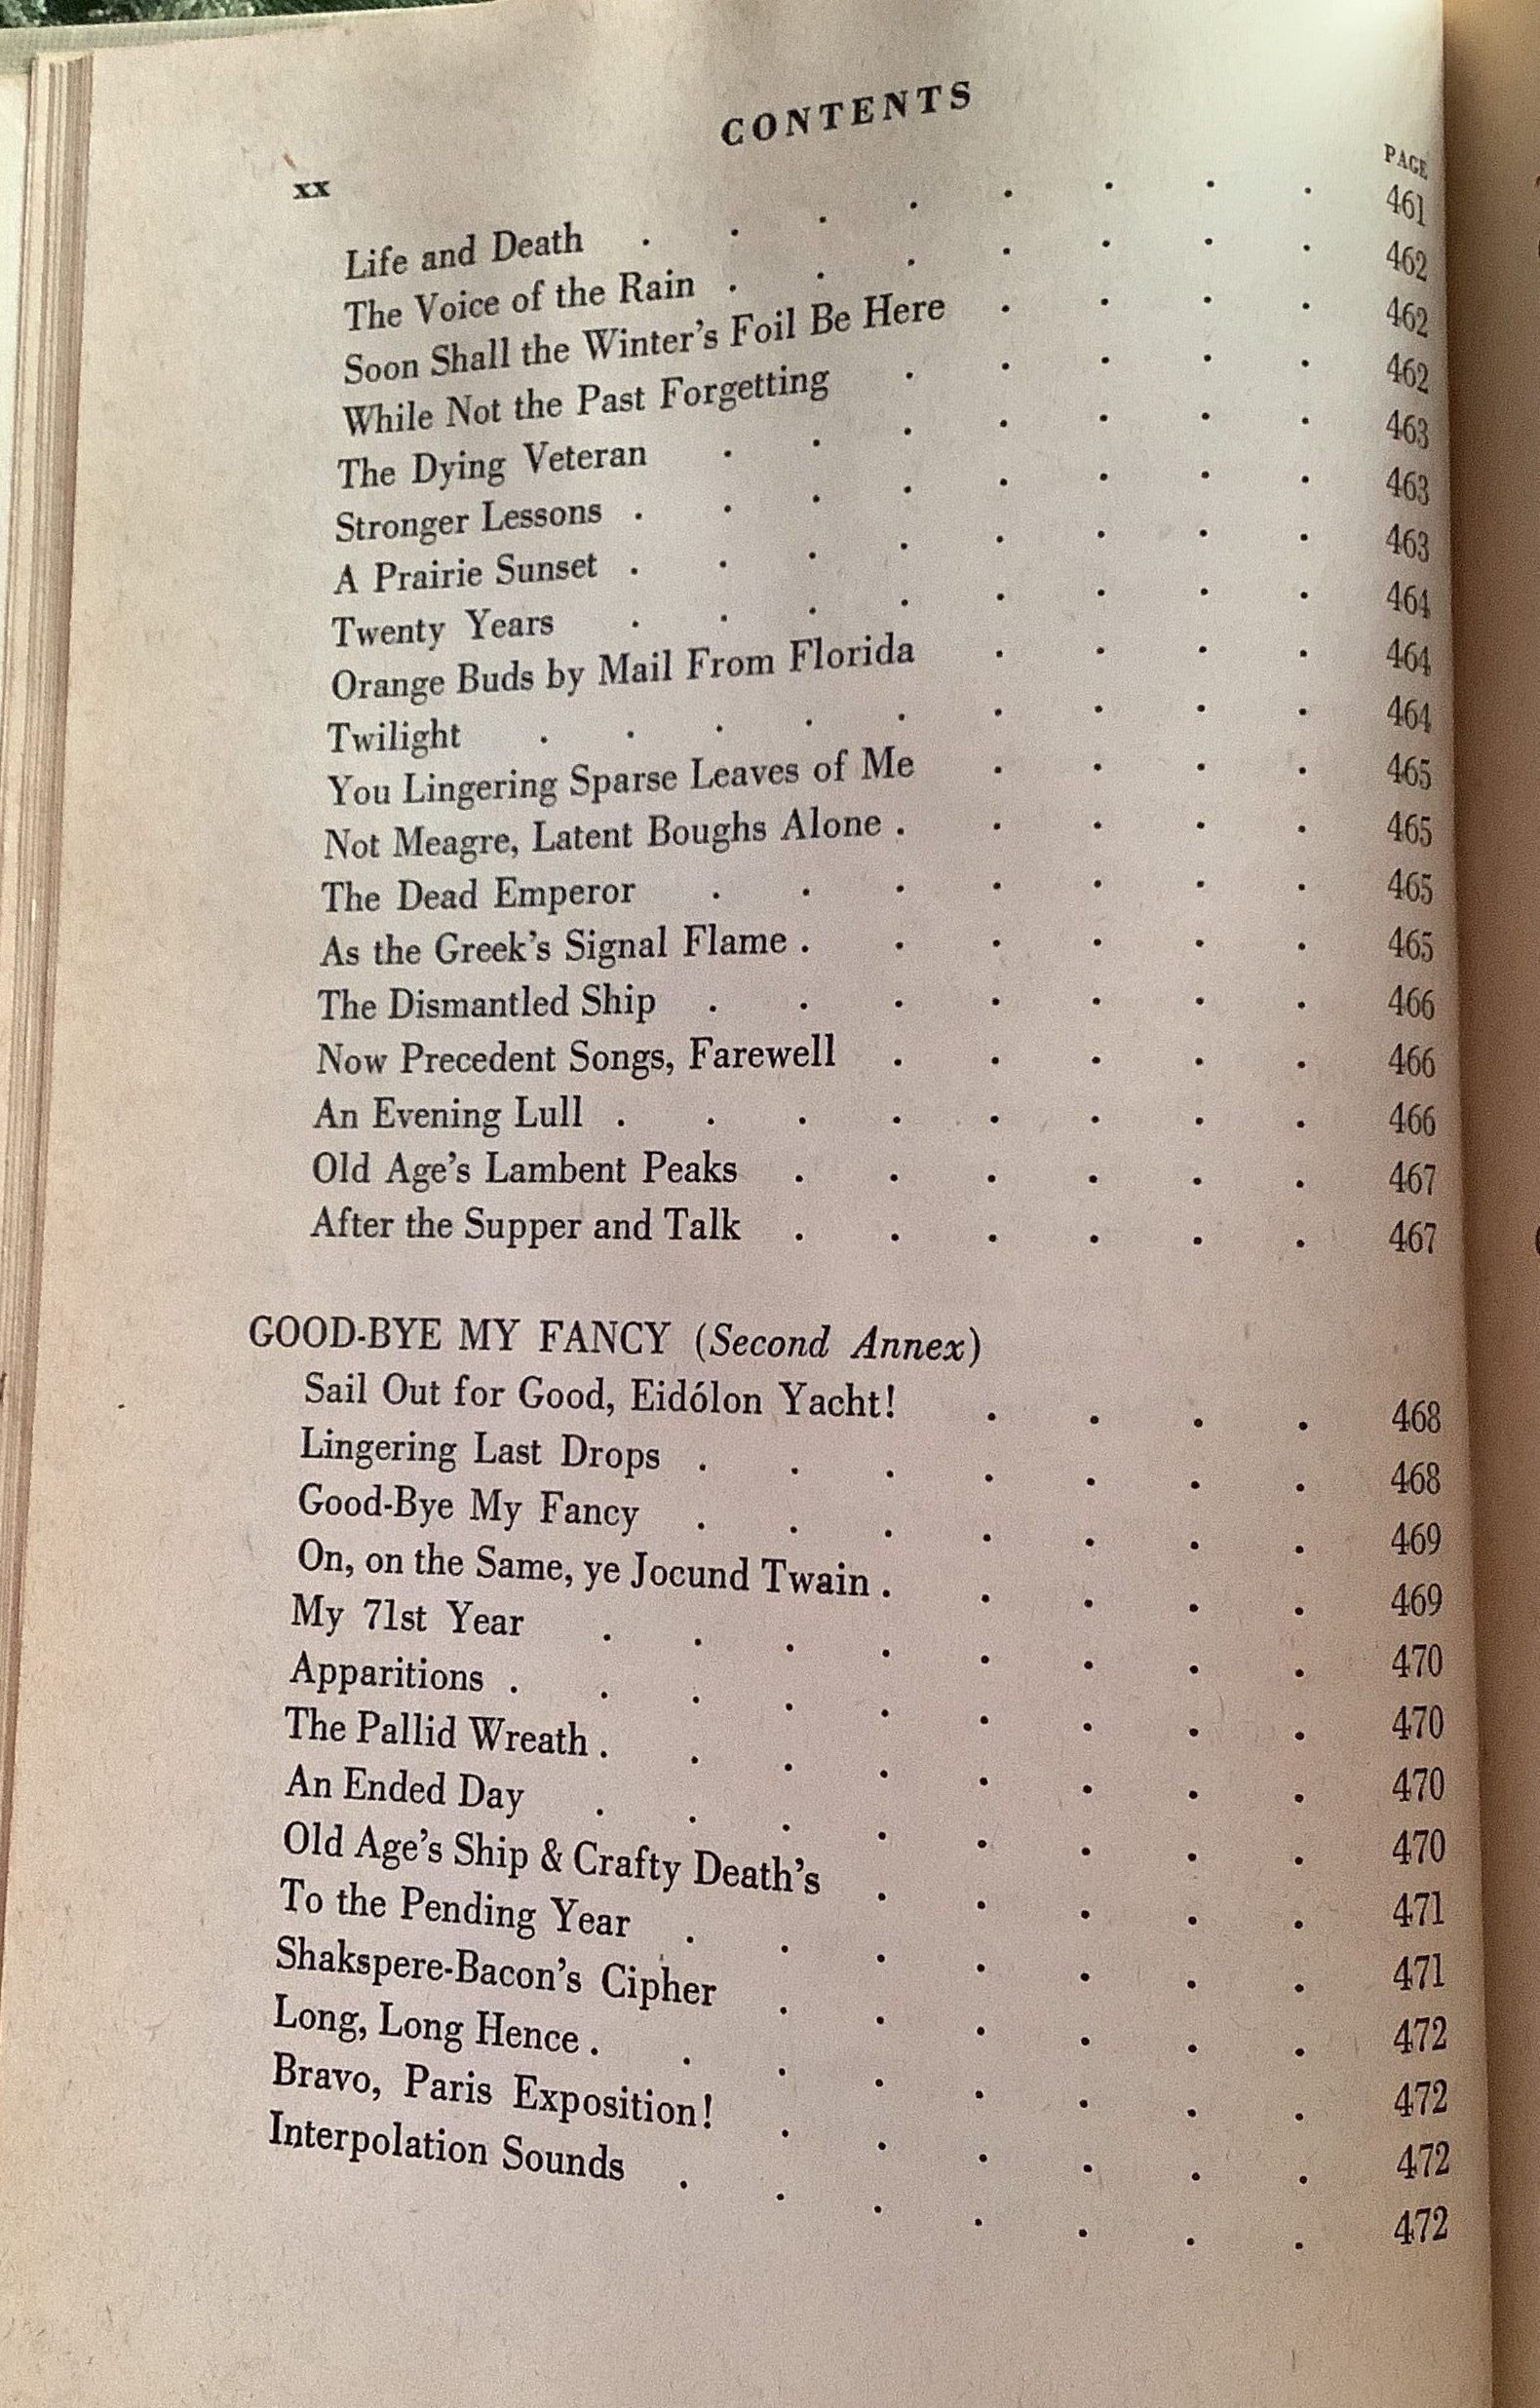 CONTENTS
xx
PAGE
Life and Death . . . . . . . . 461
The Voice of the Rain . . . . . . . 462
Soon Shall the Winter's Foil Be Here . . . . 462
While Not the Past Forgetting . . . . . 462
The Dying Veteran . . . . . . . 463
Stronger Lessons . . . . . . . . 463
A Prairie Sunset . . . . . . . . 463
Twenty Years . . . . . . . . 464
Orange Buds by Mail From Florida . . . . 464
Twilight . . . . . . . . . 464
You Lingering Sparse Leaves of Me . . . . 465
Not Meagre, Latent Boughs Alone . . . . . 465
The Dead Emperor . . . . . . . 465
As the Greek's Signal Flame . . . . . . 465
The Dismantled Ship . . . . . . . 466
Now Precedent Songs, Farewell . . . . . 466
An Evening Lull . . . . . . . . 466
Old Age's Lambent Peaks . . . . . . 467
After the Supper and Talk . . . . . . 467
GOOD-BYE MY FANCY (Second Annex)
Sail Out for Good, Eidólon Yacht! . . . . 468
Lingering Last Drops . . . . . . . 468
Good-Bye My Fancy . . . . . . . 469
On, on the Same, ye Jocund Twain . . . . . 469
My 71st Year . . . . . . . . 470
Apparitions . . . . . . . . . 470
The Pallid Wreath . . . . . . . . 470
An Ended Day . . . . . . . . 470
Old Age's Ship & Crafty Death's . . . . . 471
To the Pending Year . . . . . . . 471
Shakspere-Bacon's Cipher . . . . . . 472
Long, Long Hence . . . . . . . . 472
Bravo, Paris Exposition! . . . . . . 472
Interpolation Sounds . . . . . . . 472